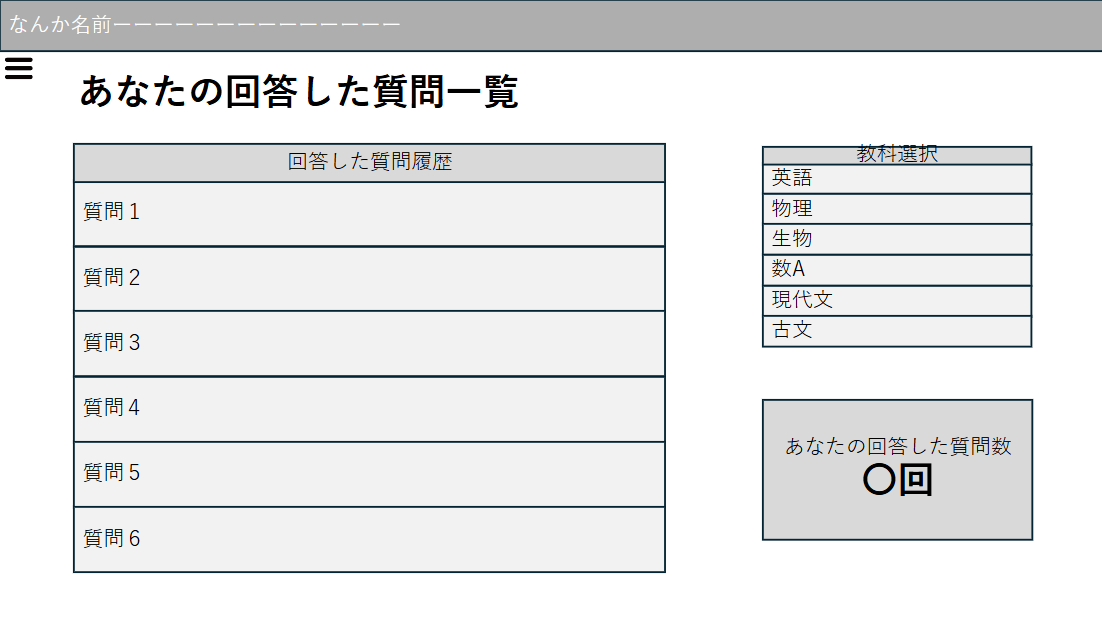 なんか名前ーーーーーーーーーーーーーー
あなたの回答した質問一覧
回答した質問履歴
質問１
質問２
質問３
質問４
質問５
質問６
教科選択
英語
物理
生物
数A
現代文
古文
あなたの回答した質問数
〇回